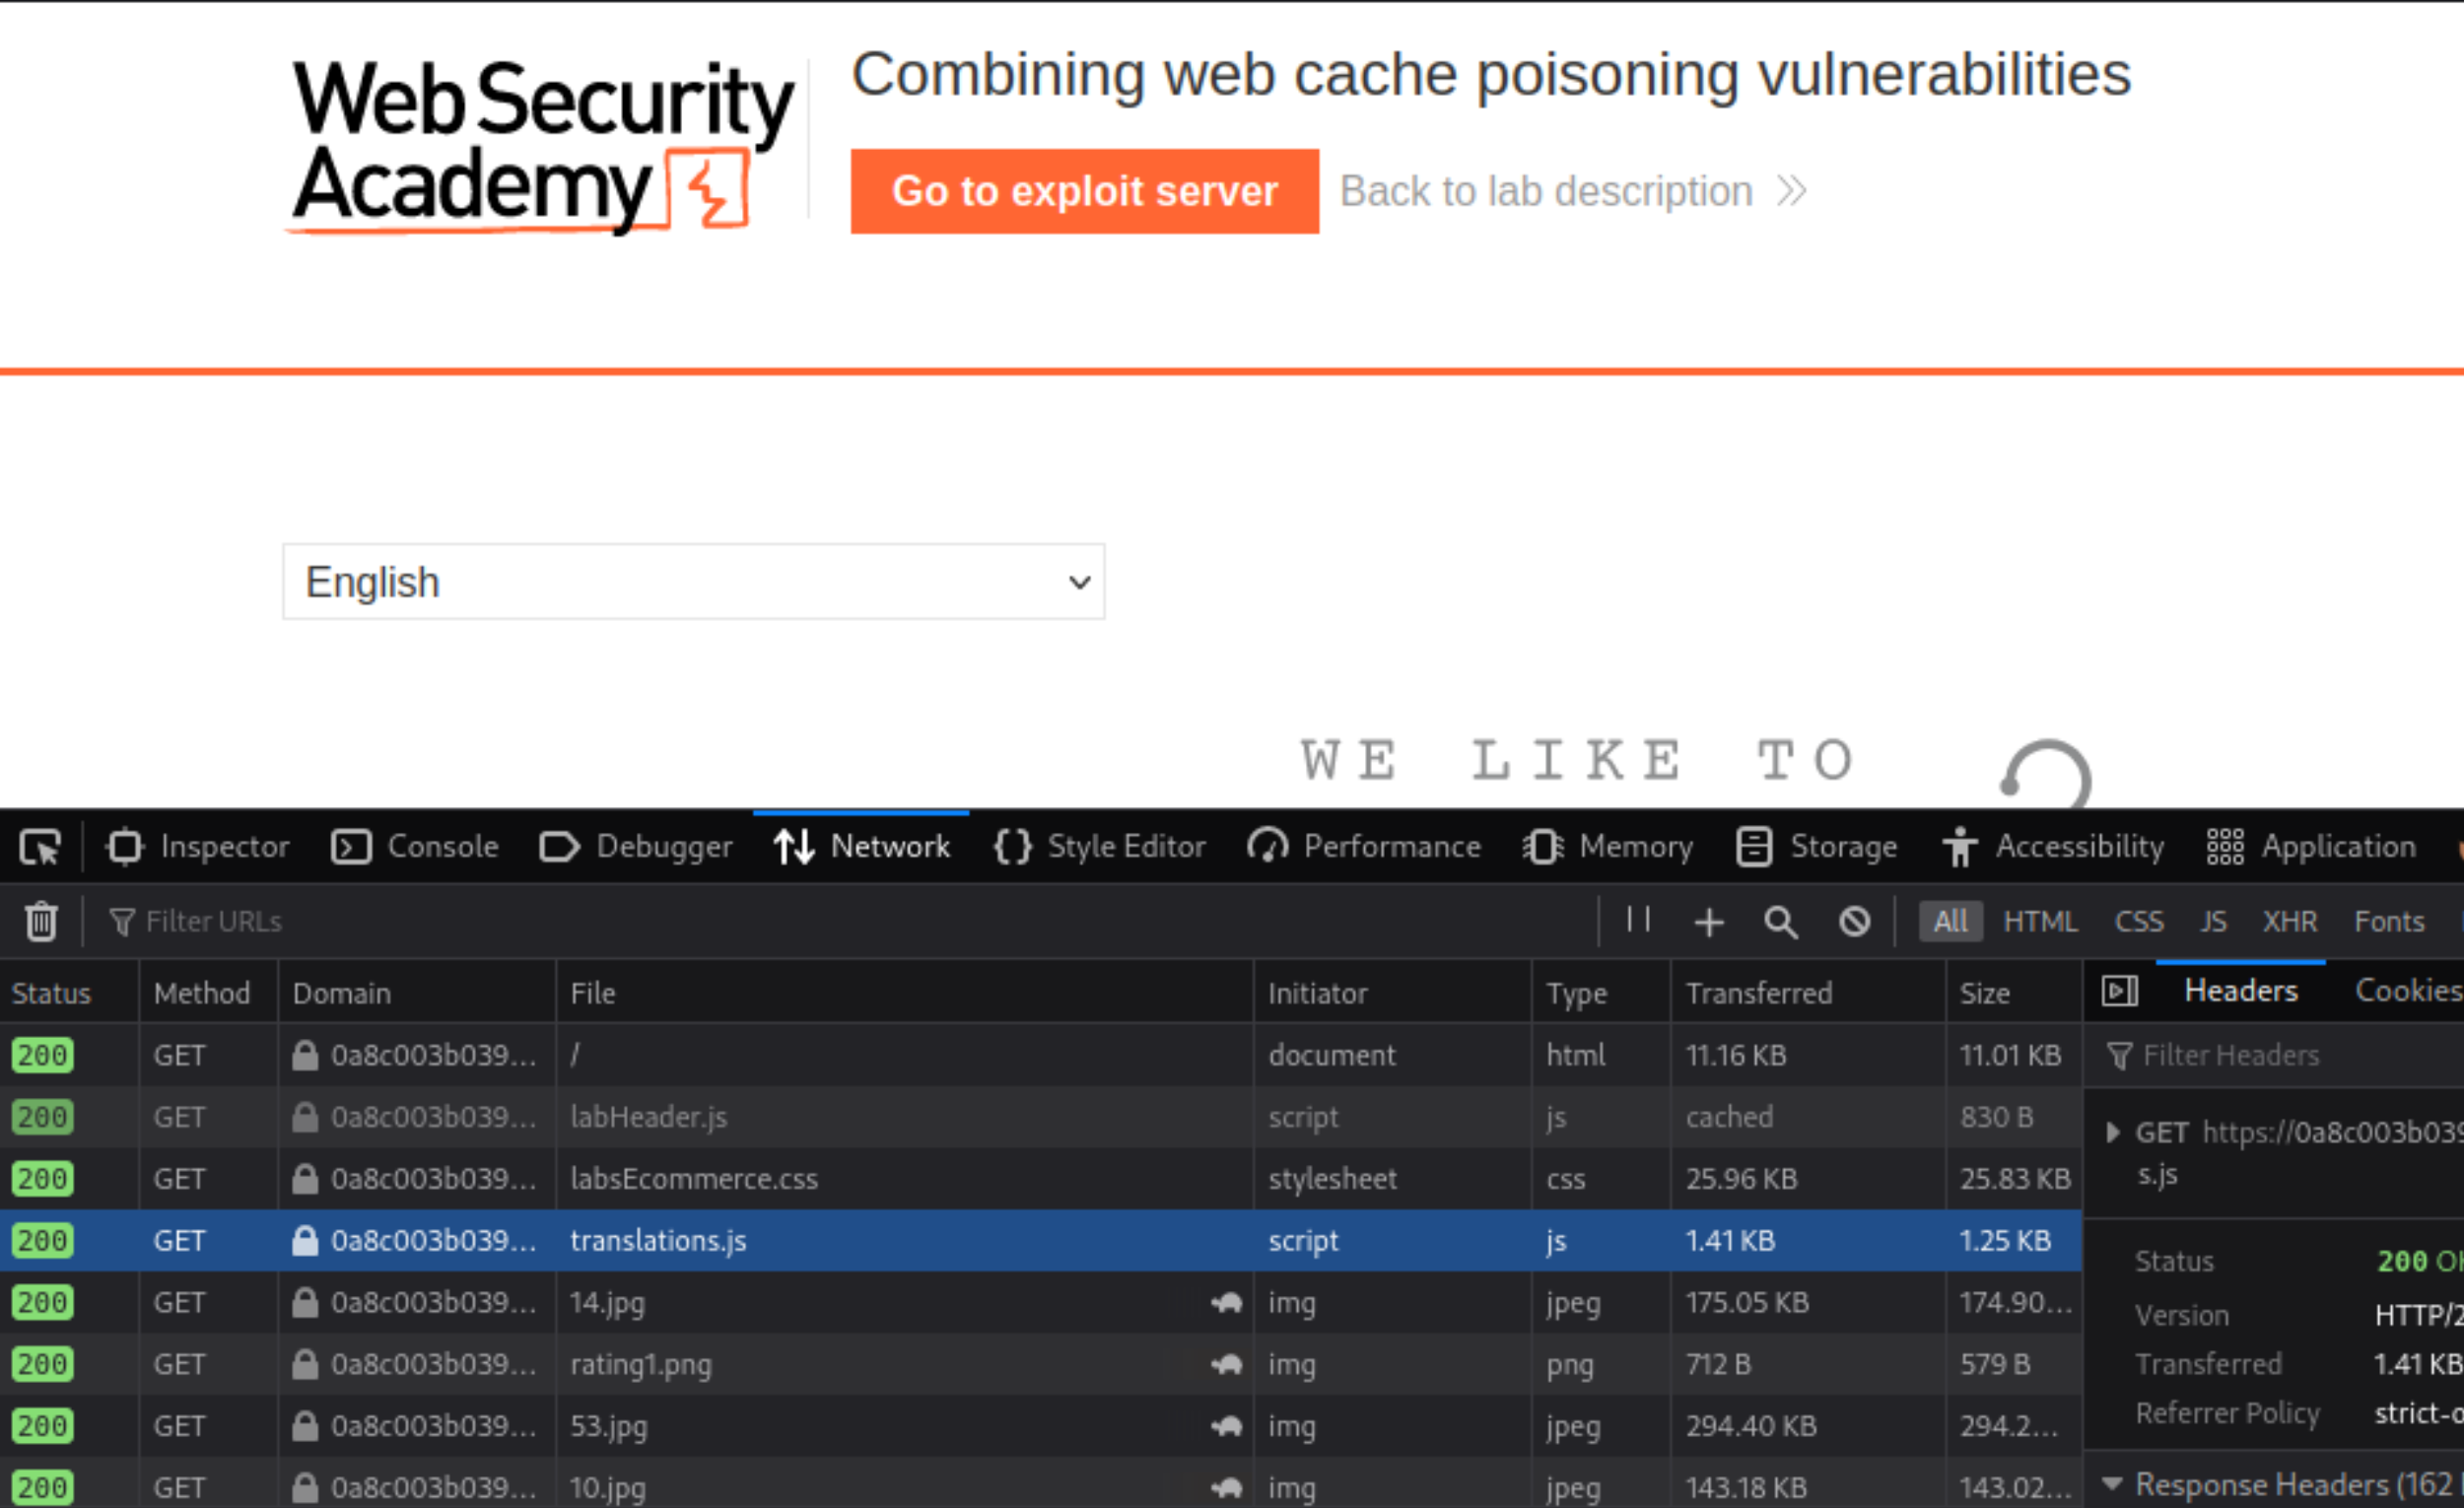 Web Security
Academy
Combining web cache poisoning vulnerabilities
Go to exploit server
Back to lab description
English
WE LIKE TO
Inspector Console Debugger Network Style Editor Performance Memory Storage Accessibility Application
Filter URLs
All HTML CSS JS XHR Fonts
Status Method Domain File Initiator Type Transferred Size
200 GET 0a8c003b039... / document html 11.16 KB 11.01 KB
200 GET 0a8c003b039... labHeader.js script js cached 830 B
200 GET 0a8c003b039... labsEcommerce.css stylesheet css 25.96 KB 25.83 KB
200 GET 0a8c003b039... translations.js script js 1.41 KB 1.25 KB
200 GET 0a8c003b039... 14.jpg img jpeg 175.05 KB 174.90...
200 GET 0a8c003b039... rating1.png img png 712 B 579 B
200 GET 0a8c003b039... 53.jpg img jpeg 294.40 KB 294.2...
200 GET 0a8c003b039... 10.jpg img jpeg 143.18 KB 143.02...
Headers Cookies
Filter Headers
GET https://0a8c003b039
s.js
Status 200 OK
Version HTTP/2
Transferred 1.41 KB
Referrer Policy strict-o
Response Headers (162